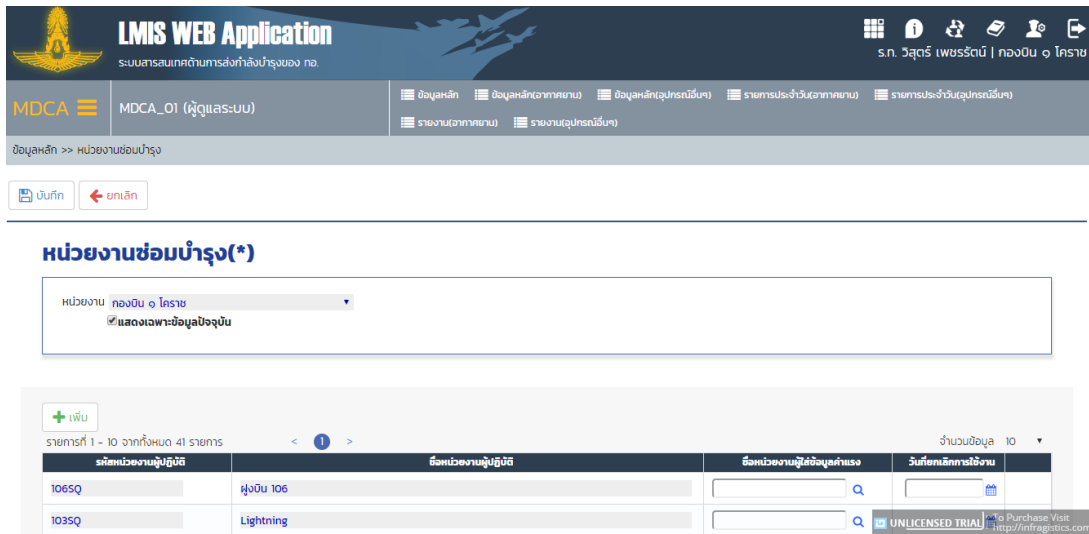 LMIS WEB Application
ระบบสารสนเทศด้านการส่งกำลังบำรุงของ ทอ.
ร.ท. วิสุตร์ เพชรรัตน์ | กองบิน ๑ โคราช
MDCA
MDCA_01 (ผู้ดูแลระบบ)
ข้อมูลหลัก ข้อมูลหลัก(อากาศยาน) ข้อมูลหลัก(อุปกรณ์อื่นๆ) รายการประจำวัน(อากาศยาน) รายการประจำวัน(อุปกรณ์อื่นๆ)
รายงาน(อากาศยาน) รายงาน(อุปกรณ์อื่นๆ)
ข้อมูลหลัก >> หน่วยงานซ่อมบำรุง
บันทึก ยกเลิก
หน่วยงานซ่อมบำรุง(*)
หน่วยงาน กองบิน ๑ โคราช
แสดงเฉพาะข้อมูลปัจจุบัน
เพิ่ม
รายการที่ 1 - 10 จากทั้งหมด 41 รายการ < 1 > จำนวนข้อมูล 10
รหัสหน่วยงานผู้ปฏิบัติ ชื่อหน่วยงานผู้ปฏิบัติ ชื่อหน่วยงานผู้ใส่ข้อมูลค่าแรง วันที่ยกเลิกการใช้งาน
106SQ ฝูงบิน 106
103SQ Lightning
UNLICENSED TRIAL To Purchase Visit
http://infragistics.com